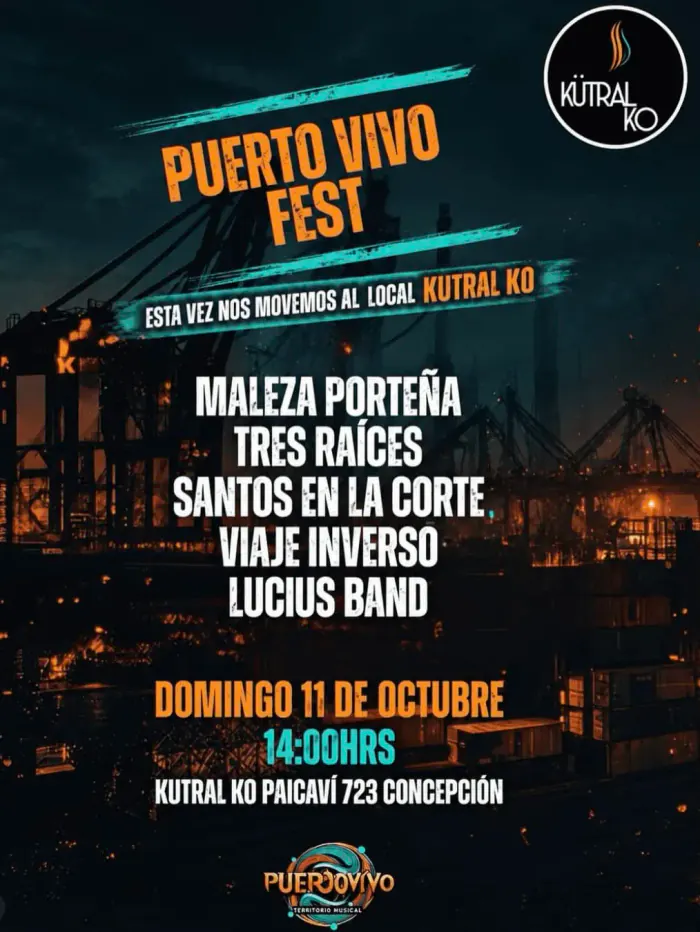 KÜTRAL
KO
PUERTO VIVO
FEST
ESTA VEZ NOS MOVEMOS AL LOCAL KUTRAL KO
MALEZA PORTEÑA
TRES RAÍCES
SANTOS EN LA CORTE,
VIAJE INVERSO
LUCIUS BAND
DOMINGO 11 DE OCTUBRE
14:00HRS
KUTRAL KO PAICAVÍ 723 CONCEPCIÓN
PUERTOVIVO
TERRITORIO MUSICAL